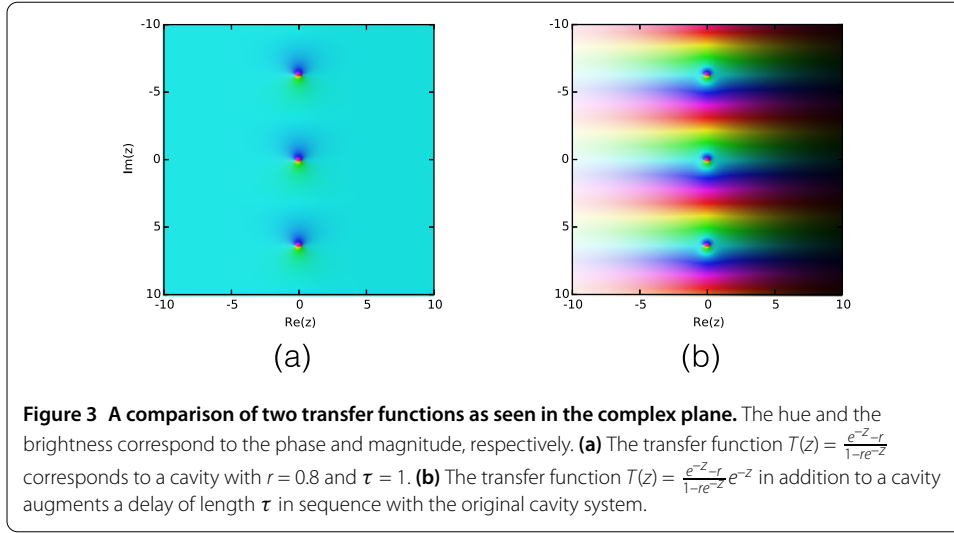 -10
-5
0
5
10
Im(z)
-10 -5 0 5 10
Re(z)
(a)
-10
-5
0
5
10
-10 -5 0 5 10
Re(z)
(b)
Figure 3 A comparison of two transfer functions as seen in the complex plane. The hue and the
brightness correspond to the phase and magnitude, respectively. (a) The transfer function T(z) = \frac{e^{-z}-r}{1-re^{-z}}
corresponds to a cavity with r = 0.8 and τ = 1. (b) The transfer function T(z) = \frac{e^{-z}-r}{1-re^{-z}}e^{-z} in addition to a cavity
augments a delay of length τ in sequence with the original cavity system.